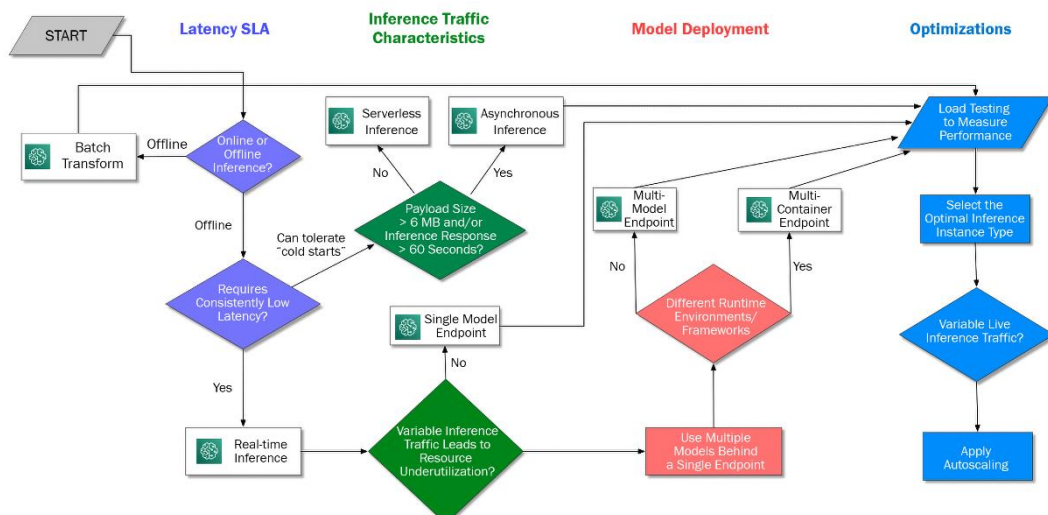 START
Latency SLA
Inference Traffic
Characteristics
Model Deployment
Optimizations
Batch
Transform
Offline
Online or
Offline
Inference?
Serverless
Inference
Asynchronous
Inference
Load Testing
to Measure
Performance
No
Yes
Payload Size
> 6 MB and/or
Inference Response
> 60 Seconds?
Multi-
Model
Endpoint
Multi-
Container
Endpoint
Select the
Optimal Inference
Instance Type
Offline
Can tolerate
"cold starts"
Requires
Consistently Low
Latency?
No
Yes
Different Runtime
Environments/
Frameworks
Single Model
Endpoint
Variable Live
Inference Traffic?
No
Yes
Real-time
Inference
Variable Inference
Traffic Leads to
Resource
Underutilization?
Use Multiple
Models Behind
a Single Endpoint
Apply
Autoscaling